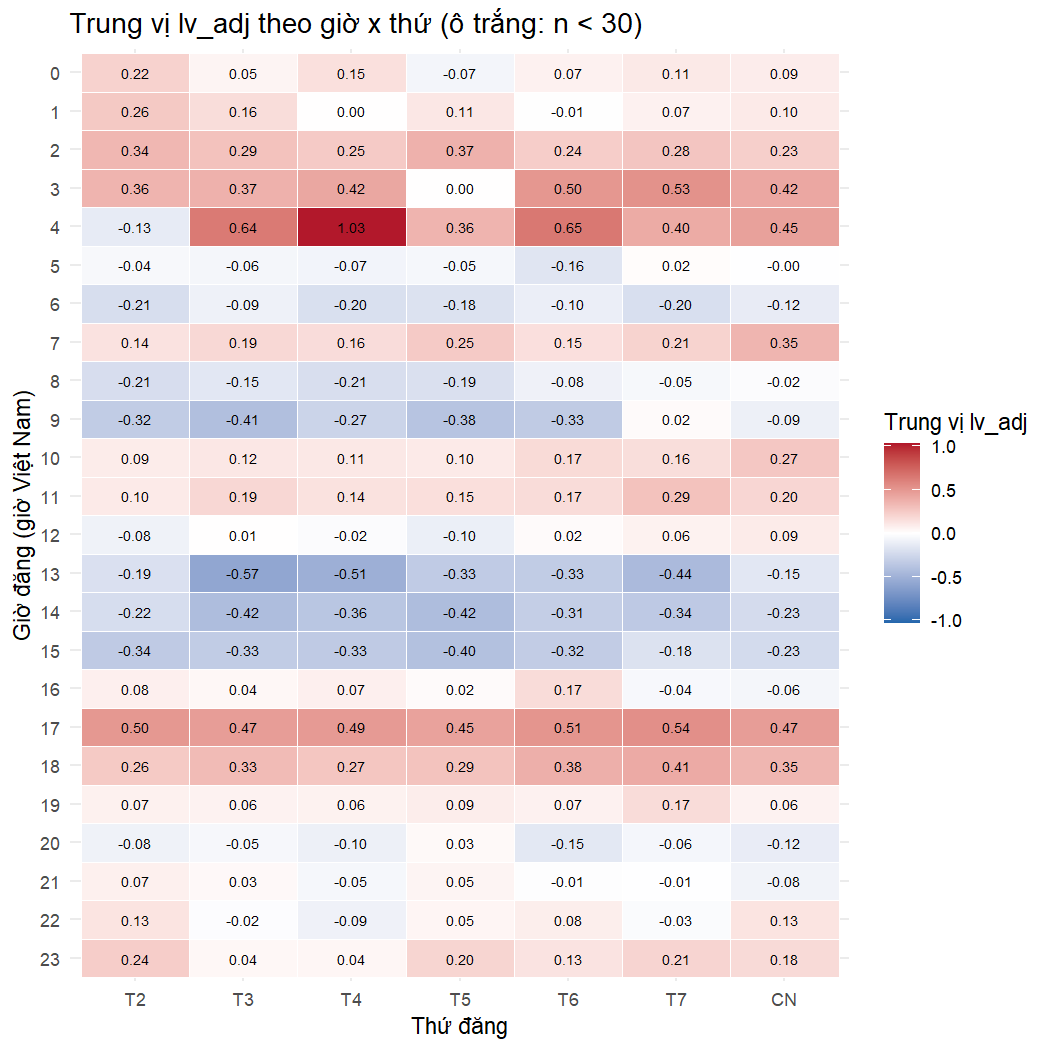 Trung vị lv_adj theo giờ x thứ (ô trắng: n < 30)
Giờ đăng (giờ Việt Nam)
0 0.22 0.05 0.15 -0.07 0.07 0.11 0.09
1 0.26 0.16 0.00 0.11 -0.01 0.07 0.10
2 0.34 0.29 0.25 0.37 0.24 0.28 0.23
3 0.36 0.37 0.42 0.00 0.50 0.53 0.42
4 -0.13 0.64 1.03 0.36 0.65 0.40 0.45
5 -0.04 -0.06 -0.07 -0.05 -0.16 0.02 -0.00
6 -0.21 -0.09 -0.20 -0.18 -0.10 -0.20 -0.12
7 0.14 0.19 0.16 0.25 0.15 0.21 0.35
8 -0.21 -0.15 -0.21 -0.19 -0.08 -0.05 -0.02
9 -0.32 -0.41 -0.27 -0.38 -0.33 0.02 -0.09
10 0.09 0.12 0.11 0.10 0.17 0.16 0.27
11 0.10 0.19 0.14 0.15 0.17 0.29 0.20
12 -0.08 0.01 -0.02 -0.10 0.02 0.06 0.09
13 -0.19 -0.57 -0.51 -0.33 -0.33 -0.44 -0.15
14 -0.22 -0.42 -0.36 -0.42 -0.31 -0.34 -0.23
15 -0.34 -0.33 -0.33 -0.40 -0.32 -0.18 -0.23
16 0.08 0.04 0.07 0.02 0.17 -0.04 -0.06
17 0.50 0.47 0.49 0.45 0.51 0.54 0.47
18 0.26 0.33 0.27 0.29 0.38 0.41 0.35
19 0.07 0.06 0.06 0.09 0.07 0.17 0.06
20 -0.08 -0.05 -0.10 0.03 -0.15 -0.06 -0.12
21 0.07 0.03 -0.05 0.05 -0.01 -0.01 -0.08
22 0.13 -0.02 -0.09 0.05 0.08 -0.03 0.13
23 0.24 0.04 0.04 0.20 0.13 0.21 0.18
T2 T3 T4 T5 T6 T7 CN
Thứ đăng
Trung vị lv_adj
1.0
0.5
0.0
-0.5
-1.0